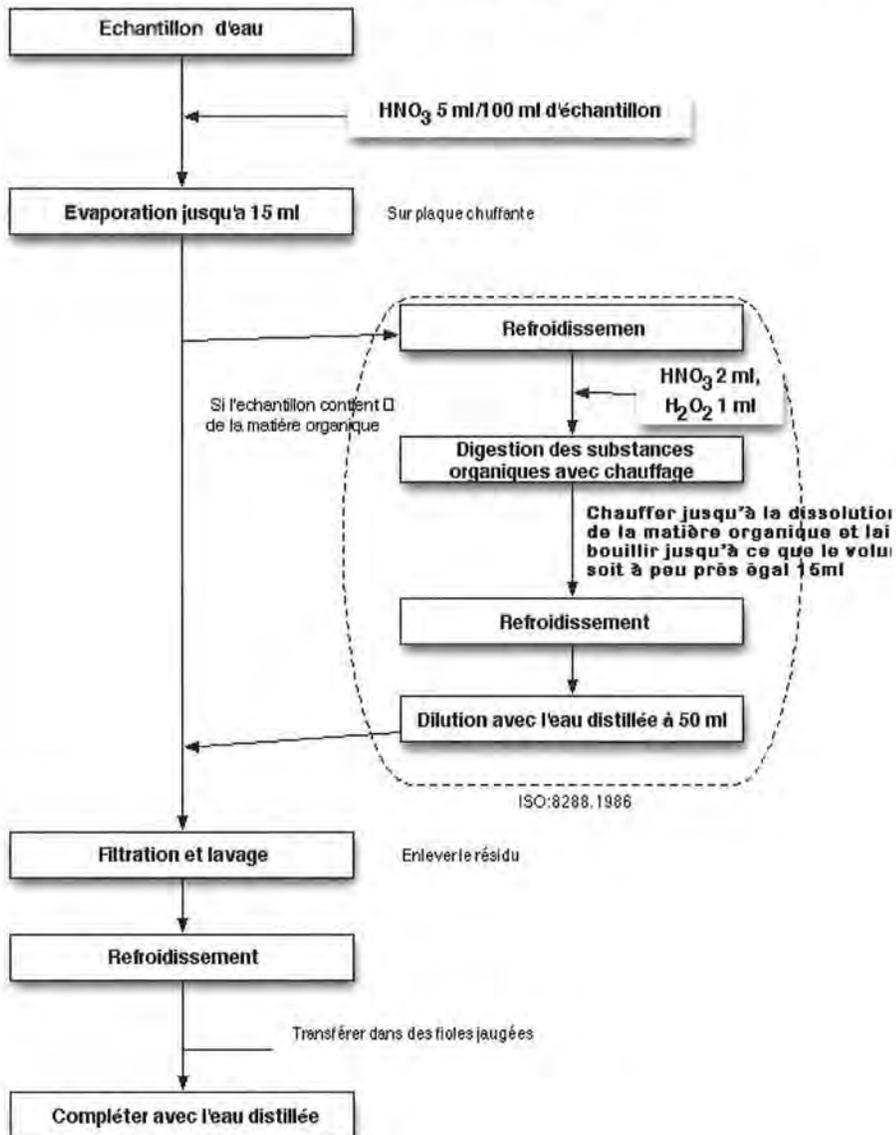 Echantillon d'eau
HNO3 5 ml/100 ml d'échantillon
Evaporation jusqu'a 15 ml
Sur plaque chuffante
Refroidissemen
HNO3 2 ml,
H2O2 1 ml
Si l'echantillon contient
de la matière organique
Digestion des substances
organiques avec chauffage
Chauffer jusqu'à la dissolution
de la matière organique et lai
bouillir jusqu'à ce que le volu
soit à peu près ègal 15ml
Refroidissement
Dilution avec l'eau distillée à 50 ml
ISO:8288,1986
Filtration et lavage
Enlever le résidu
Refroidissement
Transférer dans des fioles jaugées
Compléter avec l'eau distillée